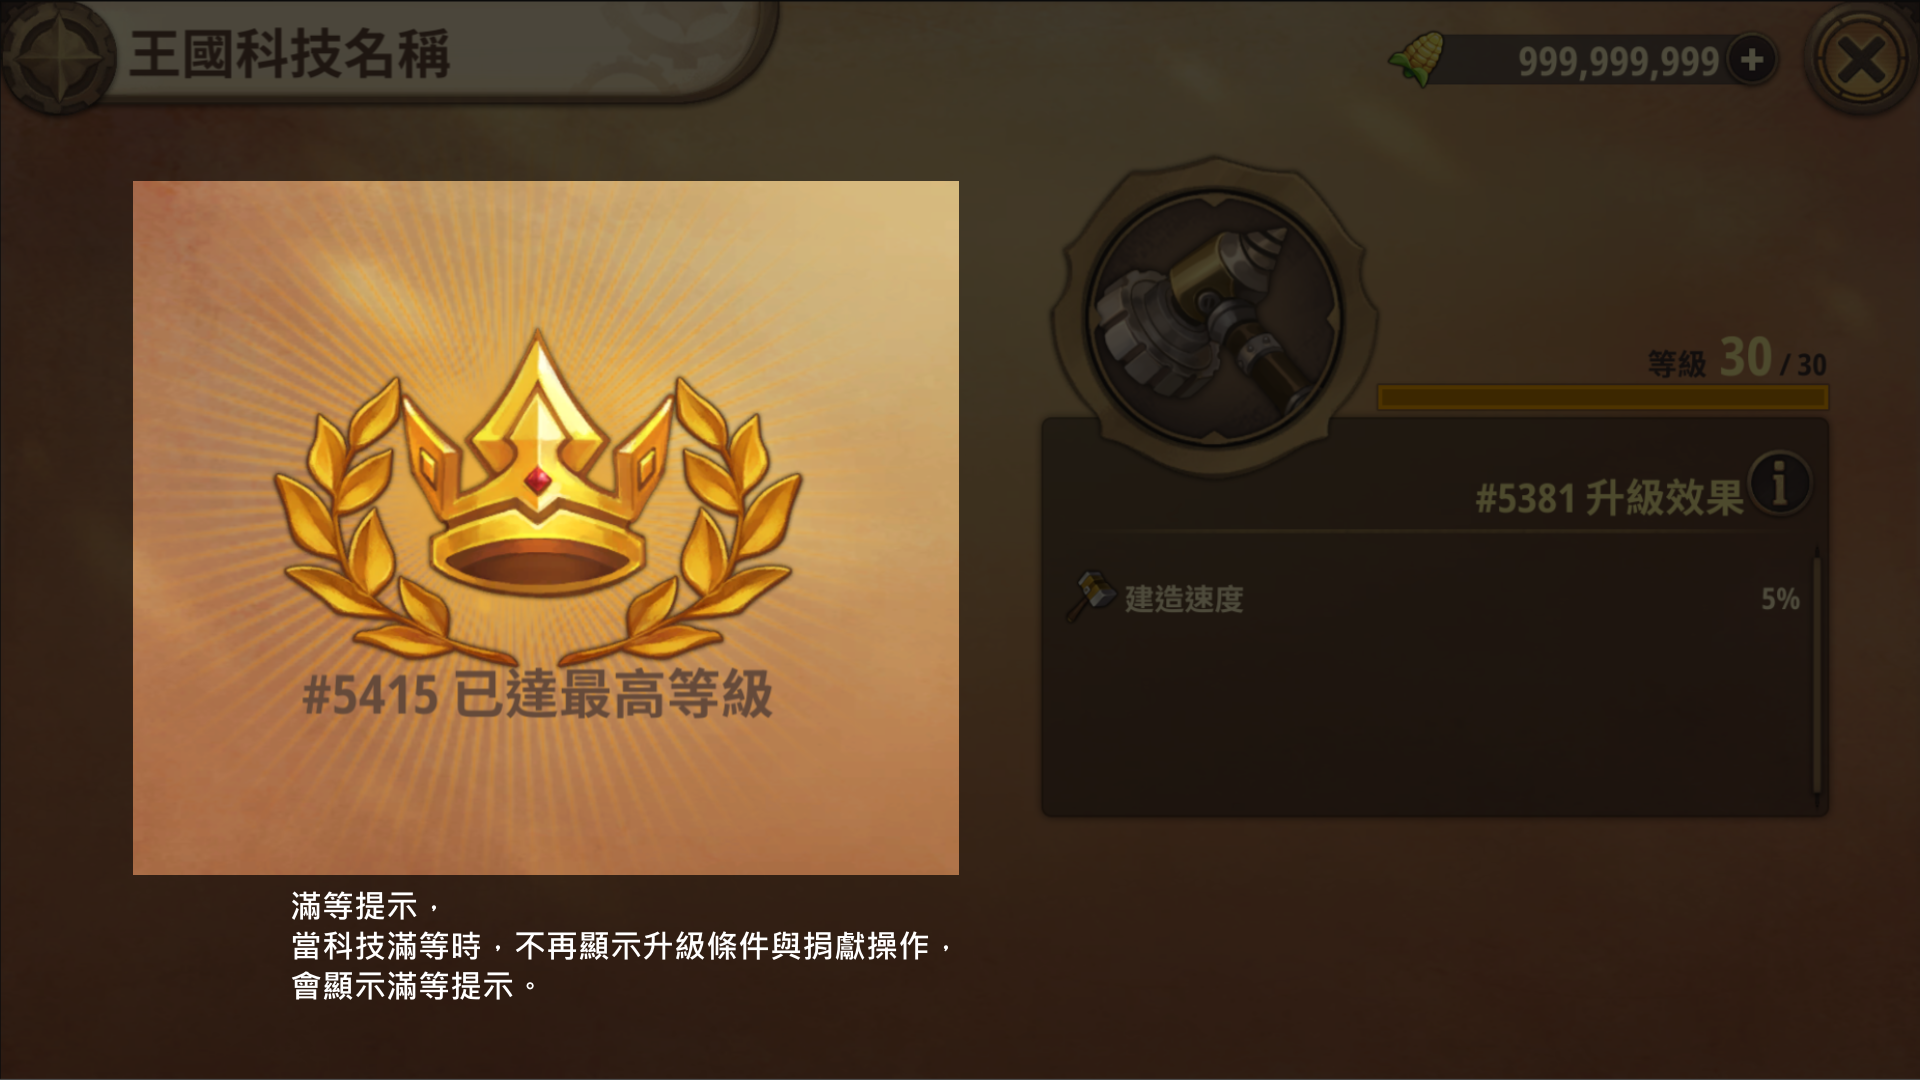 王國科技名稱
999,999,999
等級 30 / 30
#5381 升級效果
建造速度 5%
#5415 已達最高等級
滿等提示，
當科技滿等時，不再顯示升級條件與捐獻操作，
會顯示滿等提示。